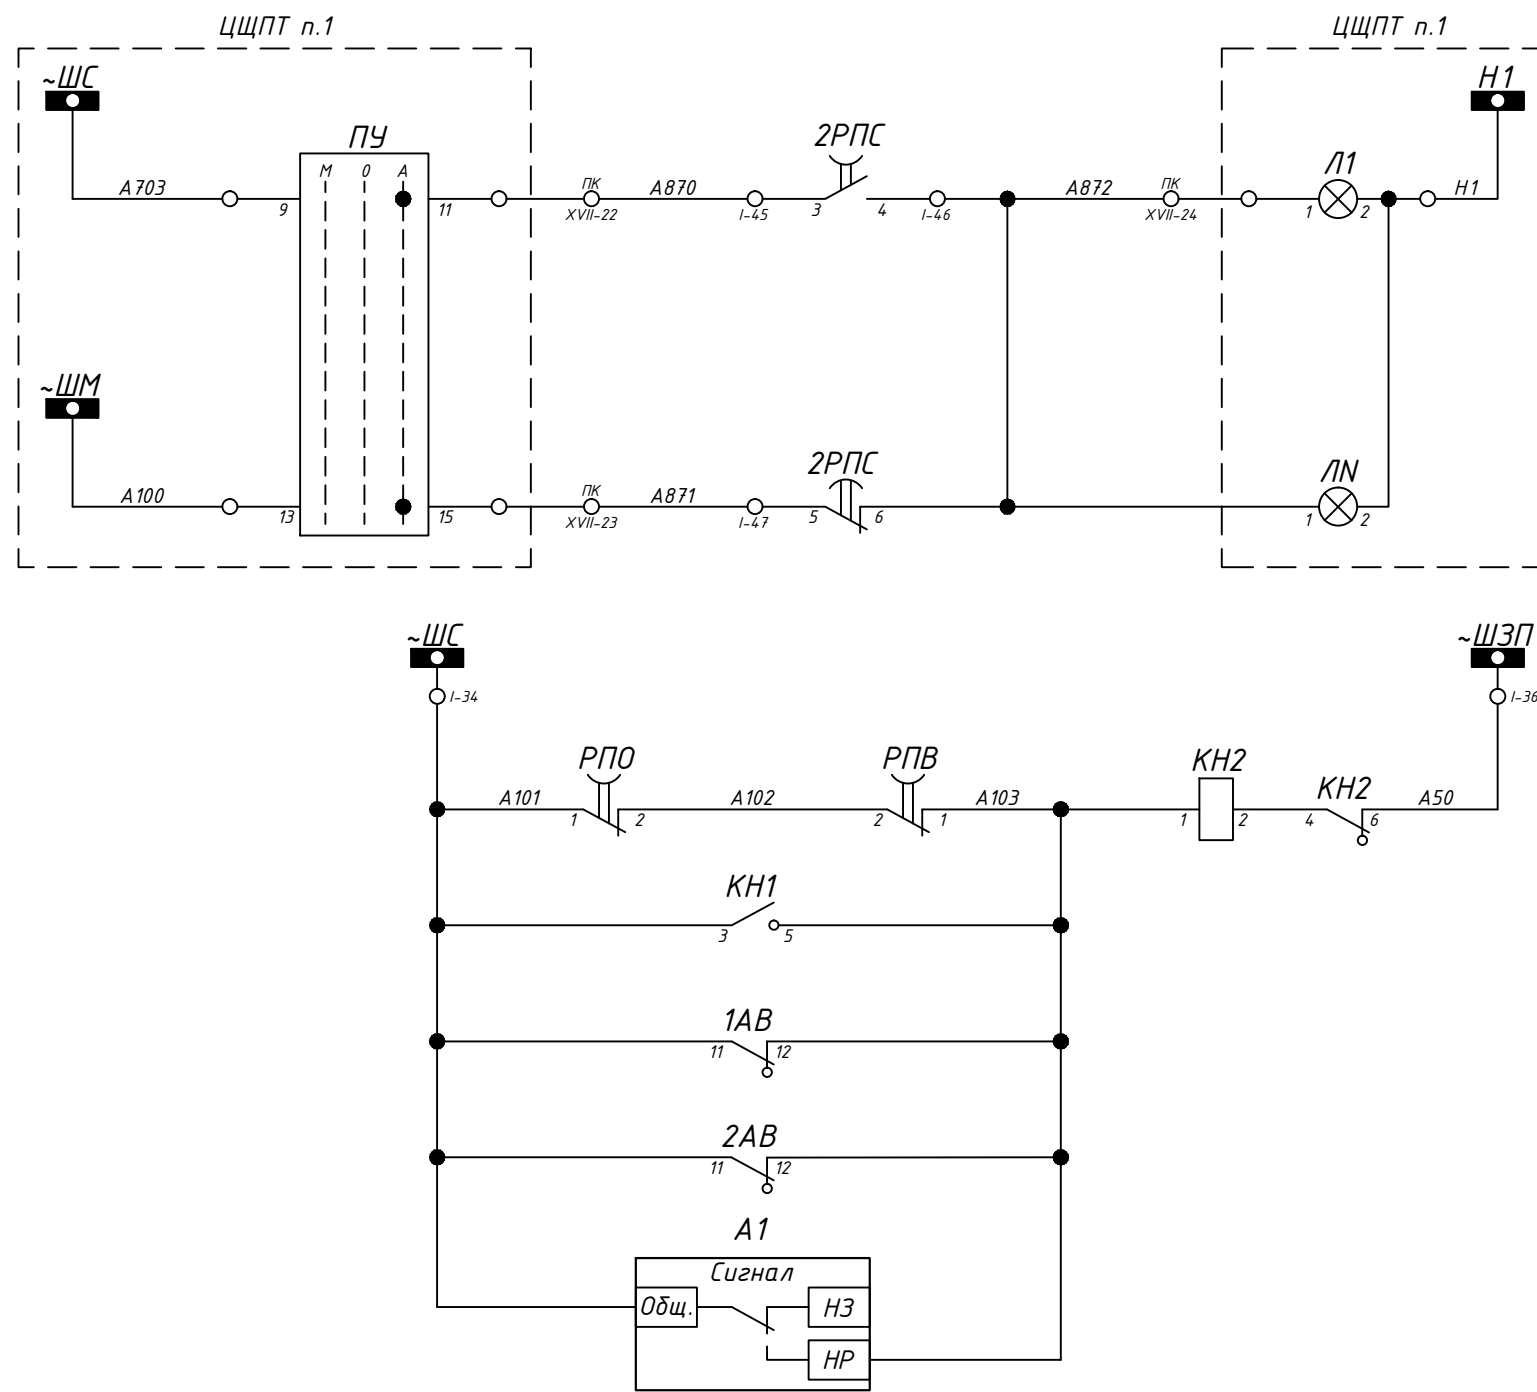 ЦЩПТ п.1
ЦЩПТ п.1
~ШС
Н1
ПУ
2РПС
Л1
М О А
А703
9
11
ПК
XVII-22
А870
I-45
3
4
I-46
А872
ПК
XVII-24
1
2
Н1
~ШМ
2РПС
ЛN
А100
13
15
ПК
XVII-23
А871
I-47
5
6
1
2
~ШС
~ШЗП
I-34
I-36
РПО
РПВ
КН2
КН2
А101
1
2
А102
2
1
А103
1
2
4
6
А50
КН1
3
5
1АВ
11
12
2АВ
11
12
А1
Сигнал
Общ.
НЗ
НР